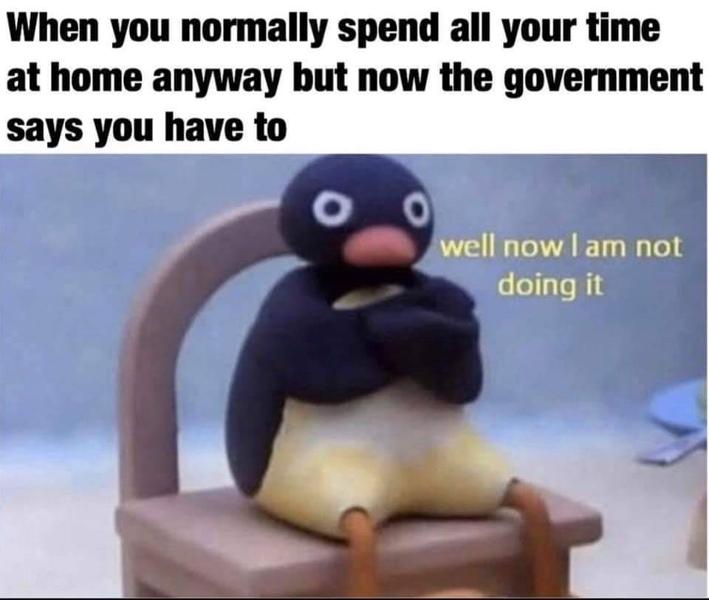 When you normally spend all your time
at home anyway but now the government
says you have to
well now I am not
doing it